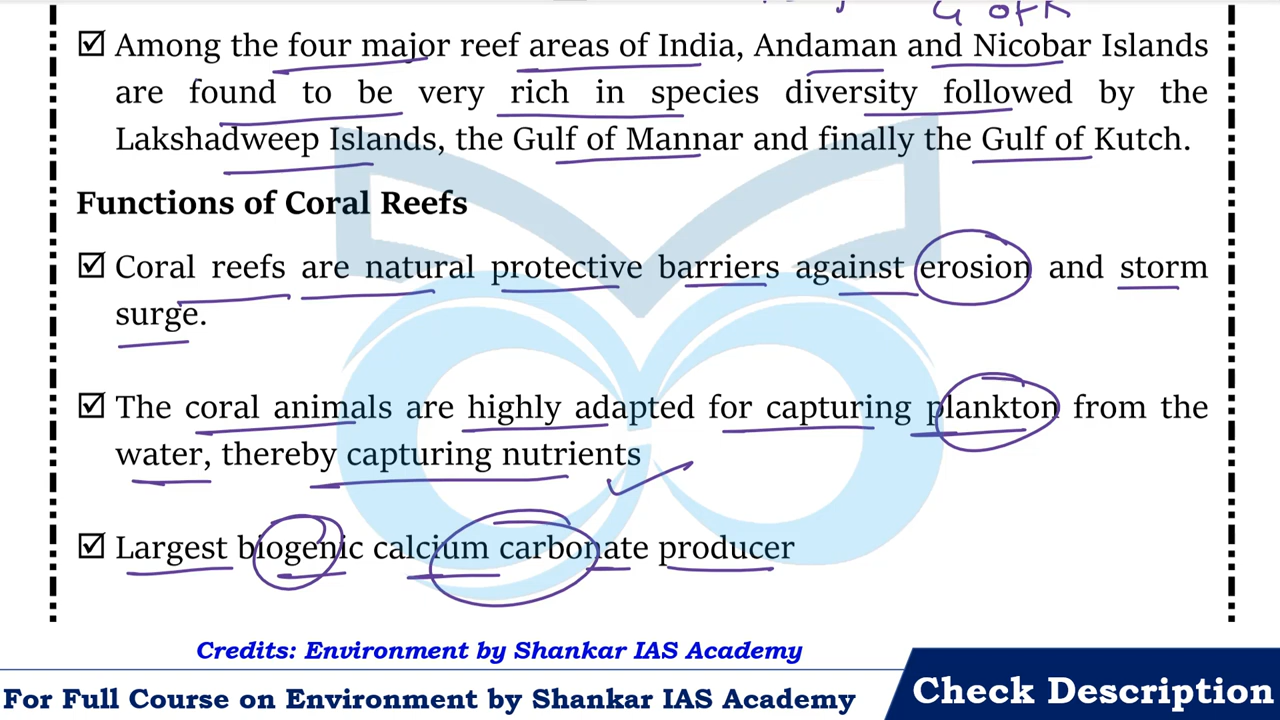 G of K
☑ Among the four major reef areas of India, Andaman and Nicobar Islands
are found to be very rich in species diversity followed by the
Lakshadweep Islands, the Gulf of Mannar and finally the Gulf of Kutch.
Functions of Coral Reefs
☑ Coral reefs are natural protective barriers against erosion and storm
surge.
☑ The coral animals are highly adapted for capturing plankton from the
water, thereby capturing nutrients
☑ Largest biogenic calcium carbonate producer
Credits: Environment by Shankar IAS Academy
For Full Course on Environment by Shankar IAS Academy
Check Description